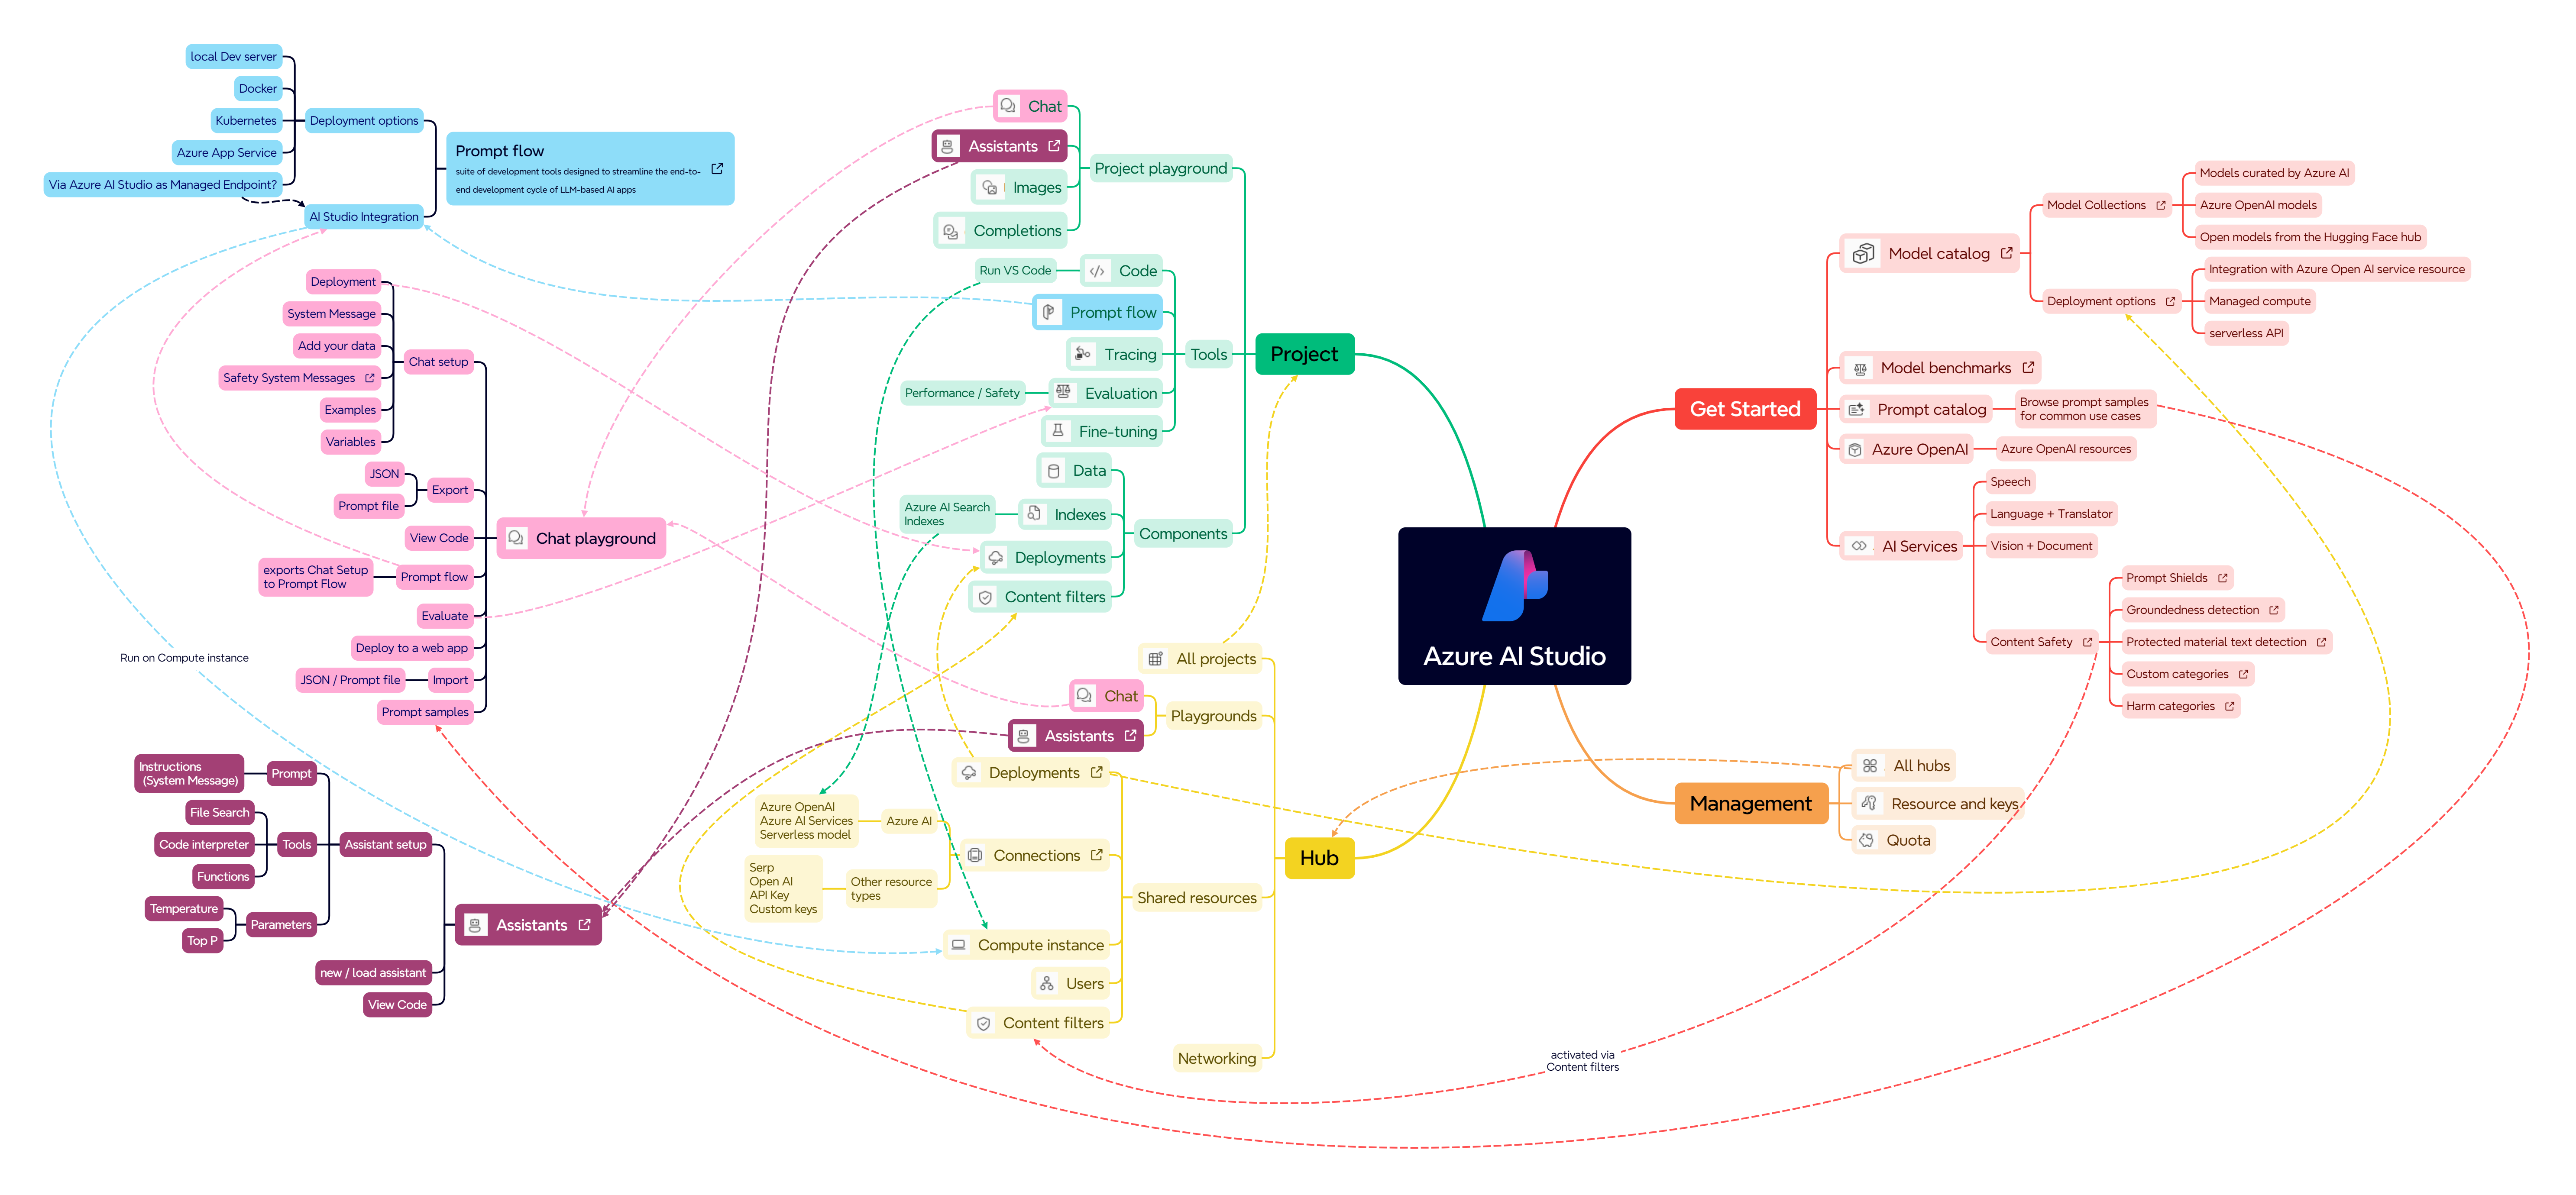 local Dev server
Docker
Kubernetes
Azure App Service
Via Azure AI Studio as Managed Endpoint?
Deployment options
AI Studio Integration
Prompt flow
suite of development tools designed to streamline the end-to-
end development cycle of LLM-based AI apps
Deployment
System Message
Add your data
Safety System Messages
Examples
Variables
Chat setup
JSON
Prompt file
Export
View Code
exports Chat Setup
to Prompt Flow
Prompt flow
Evaluate
Deploy to a web app
JSON / Prompt file
Import
Prompt samples
Chat playground
Run on Compute instance
Instructions
(System Message)
Prompt
File Search
Code interpreter
Functions
Tools
Assistant setup
Temperature
Top P
Parameters
new / load assistant
View Code
Assistants
Chat
Assistants
Images
Completions
Project playground
Run VS Code
Code
Prompt flow
Tracing
Performance / Safety
Evaluation
Fine-tuning
Tools
Data
Azure AI Search
Indexes
Indexes
Deployments
Content filters
Components
Project
All projects
Chat
Assistants
Playgrounds
Deployments
Azure OpenAI
Azure AI Services
Serverless model
Azure AI
Connections
Serp
Open AI
API Key
Custom keys
Other resource
types
Shared resources
Compute instance
Users
Content filters
Networking
Hub
Azure AI Studio
Get Started
Model catalog
Model Collections
Models curated by Azure AI
Azure OpenAI models
Open models from the Hugging Face hub
Deployment options
Integration with Azure Open AI service resource
Managed compute
serverless API
Model benchmarks
Prompt catalog
Browse prompt samples
for common use cases
Azure OpenAI
Azure OpenAI resources
AI Services
Speech
Language + Translator
Vision + Document
Content Safety
Prompt Shields
Groundedness detection
Protected material text detection
Custom categories
Harm categories
Management
All hubs
Resource and keys
Quota
activated via
Content filters